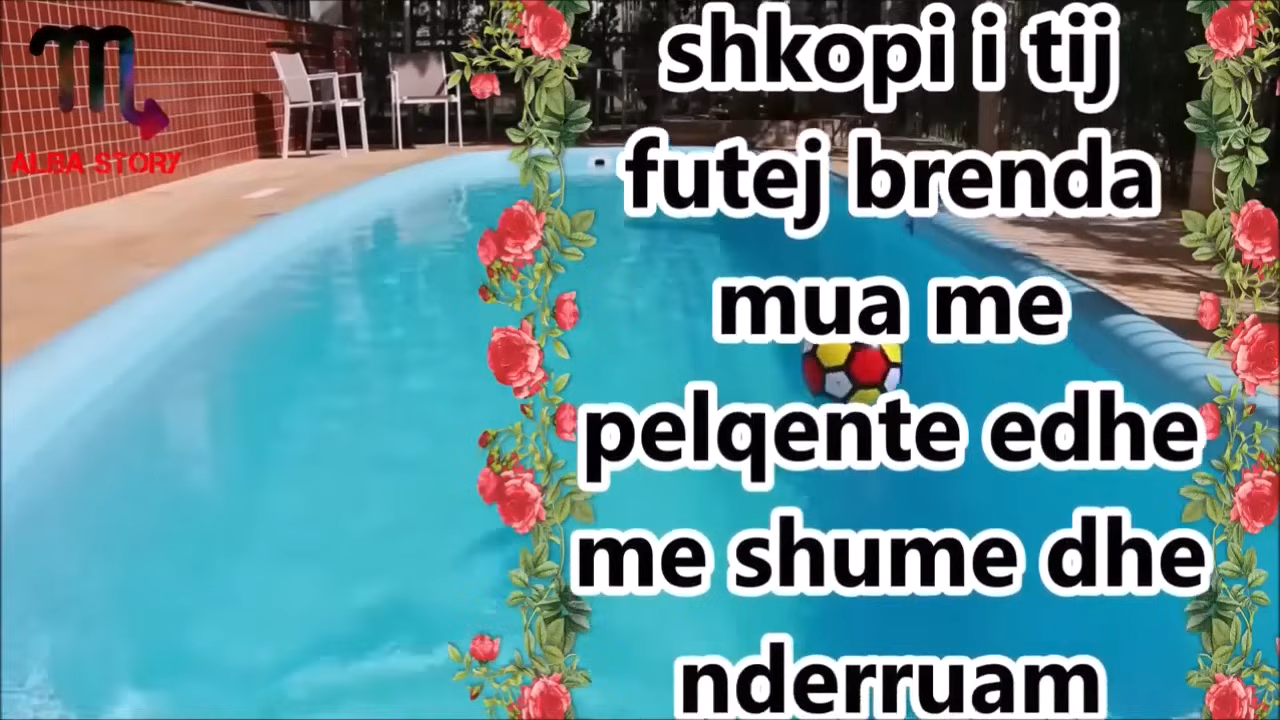 ALBA STORY
shkopi i tij
futej brenda
mua me
pelqente edhe
me shume dhe
nderruam